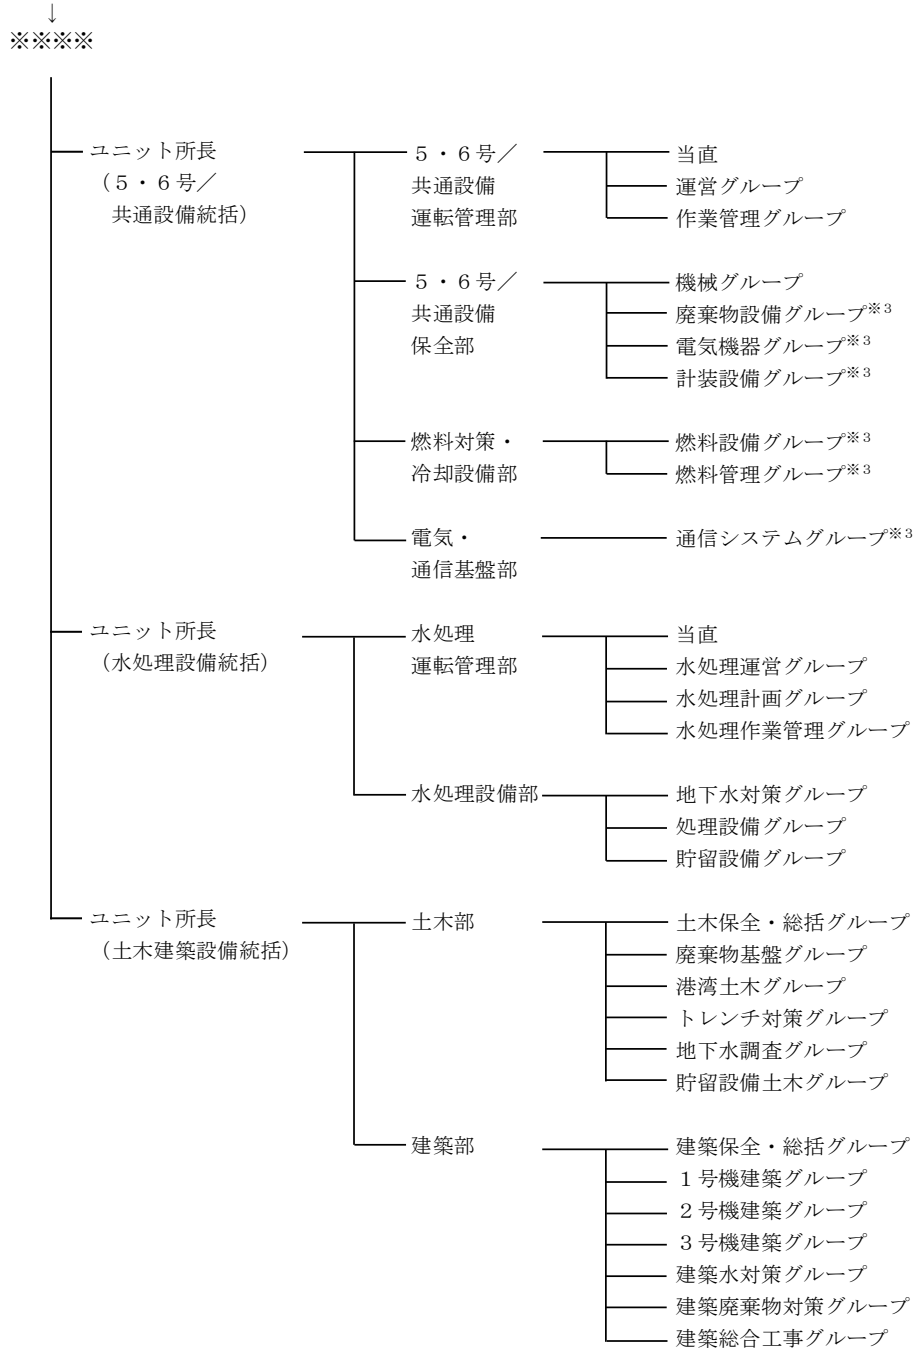 ↓
※※※※
ユニット所長
（５・６号／
共通設備統括）
５・６号／
共通設備
運転管理部
当直
運営グループ
作業管理グループ
５・６号／
共通設備
保全部
機械グループ
廃棄物設備グループ※３
電気機器グループ※３
計装設備グループ※３
燃料対策・
冷却設備部
燃料設備グループ※３
燃料管理グループ※３
電気・
通信基盤部
通信システムグループ※３
ユニット所長
（水処理設備統括）
水処理
運転管理部
当直
水処理運営グループ
水処理計画グループ
水処理作業管理グループ
水処理設備部
地下水対策グループ
処理設備グループ
貯留設備グループ
ユニット所長
（土木建築設備統括）
土木部
土木保全・総括グループ
廃棄物基盤グループ
港湾土木グループ
トレンチ対策グループ
地下水調査グループ
貯留設備土木グループ
建築部
建築保全・総括グループ
１号機建築グループ
２号機建築グループ
３号機建築グループ
建築水対策グループ
建築廃棄物対策グループ
建築総合工事グループ